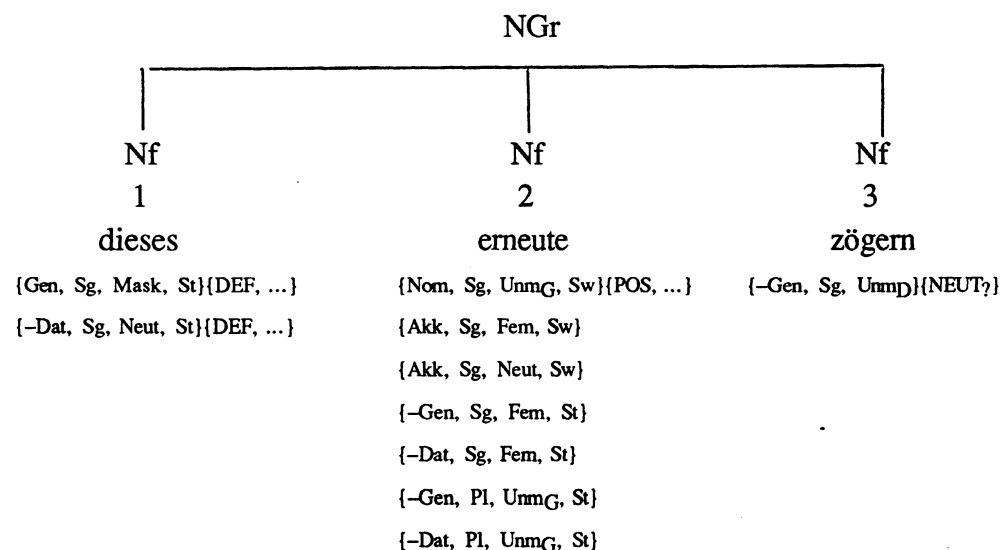 NGr
Nf Nf Nf
1 2 3
dieses erneute zögern
{Gen, Sg, Mask, St}{DEF, ...} {Nom, Sg, UnmG, Sw}{POS, ...} {–Gen, Sg, UnmD}{NEUT?}
{–Dat, Sg, Neut, St}{DEF, ...} {Akk, Sg, Fem, Sw}
{Akk, Sg, Neut, Sw}
{–Gen, Sg, Fem, St}
{–Dat, Sg, Fem, St}
{–Gen, Pl, UnmG, St}
{–Dat, Pl, UnmG, St}